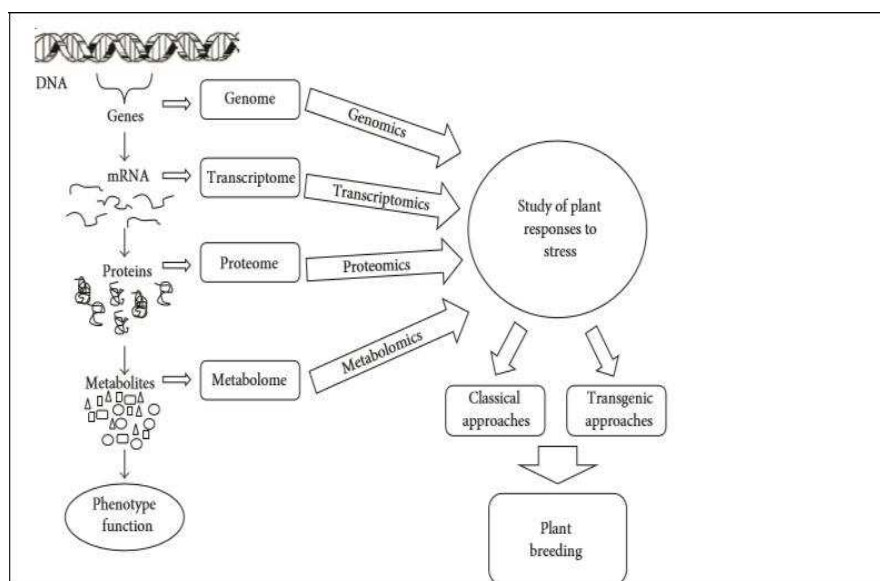 DNA
Genes
Genome
Genomics
mRNA
Transcriptome
Transcriptomics
Study of plant
responses to
stress
Proteins
Proteome
Proteomics
Metabolites
Metabolome
Metabolomics
Classical
approaches
Transgenic
approaches
Phenotype
function
Plant
breeding